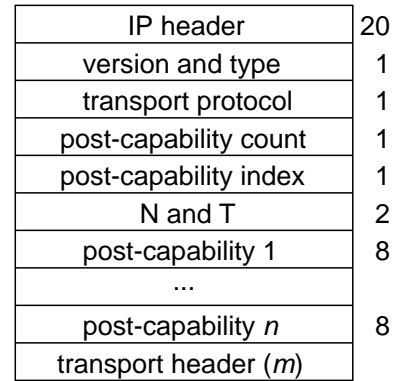 IP header 20
version and type 1
transport protocol 1
post-capability count 1
post-capability index 1
N and T 2
post-capability 1 8
...
post-capability n 8
transport header (m)